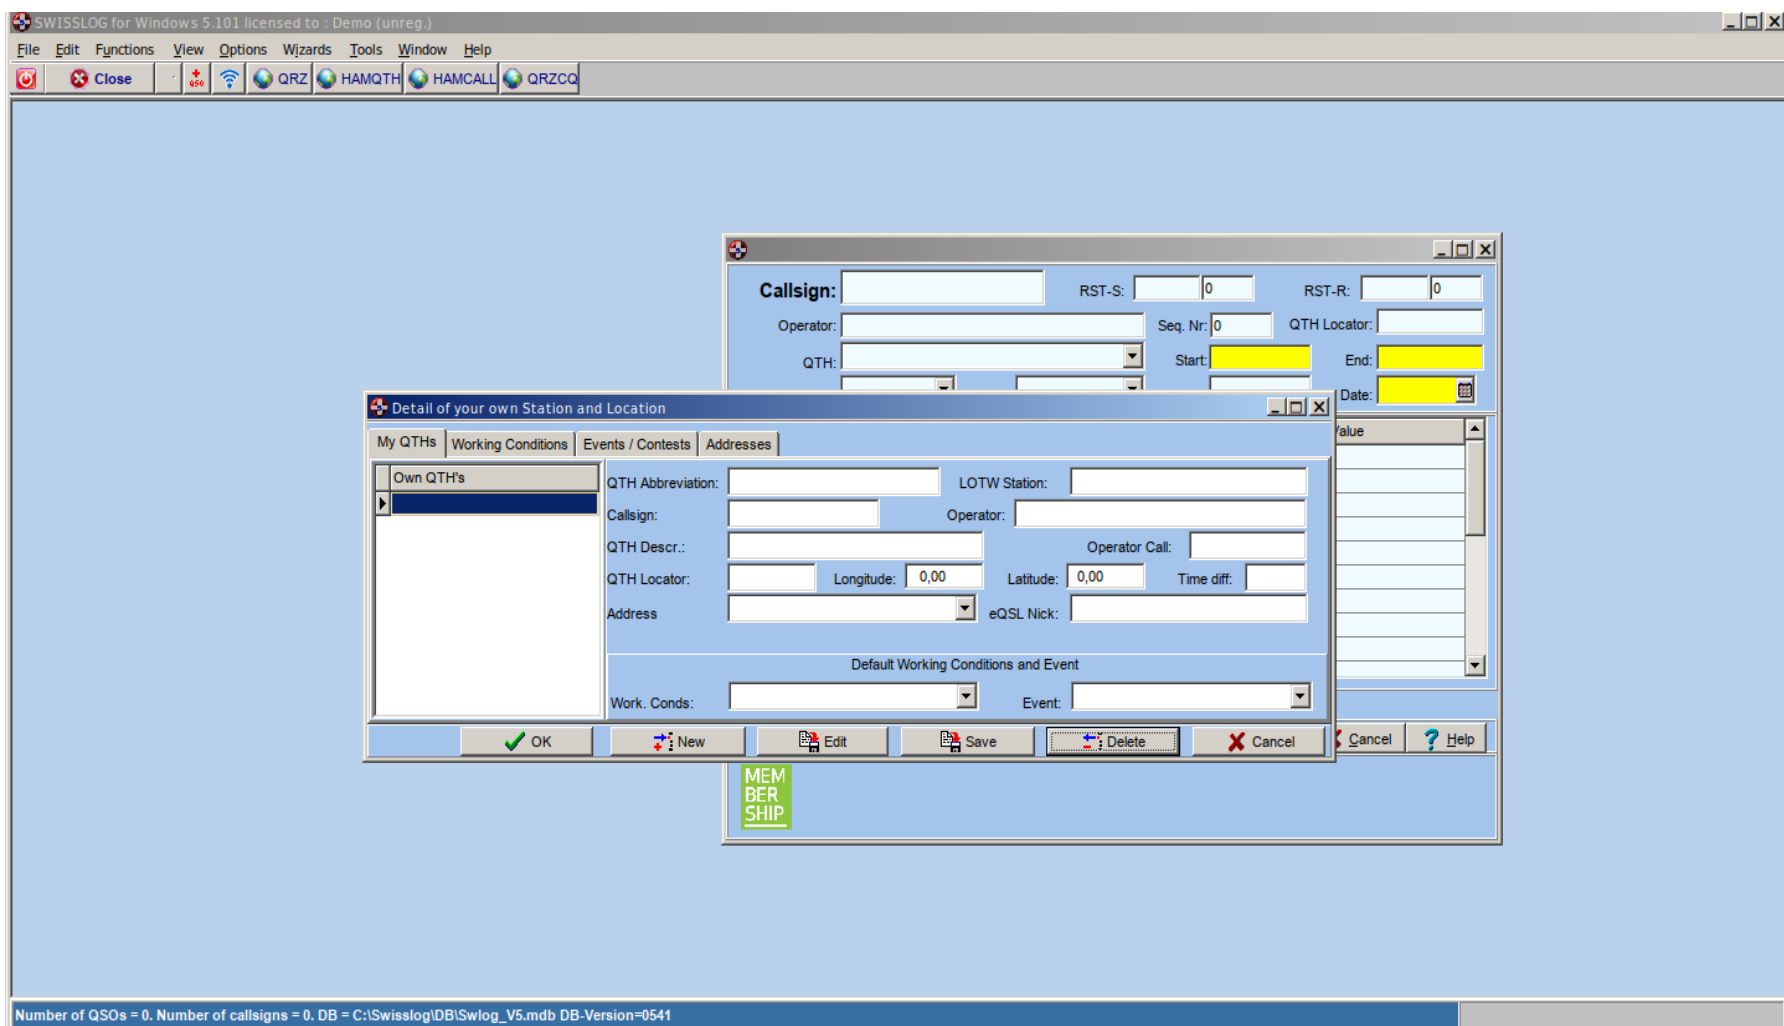 SWISSLOG for Windows 5.101 licensed to : Demo (unreg.)
File Edit Functions View Options Wizards Tools Window Help
Close QSO QRZ HAMQTH HAMCALL QRZCQ
Callsign: RST-S: 0 RST-R: 0
Operator: Seq. Nr: 0 QTH Locator:
QTH: Start: End:
Date:
Detail of your own Station and Location
My QTHs Working Conditions Events / Contests Addresses
Own QTH's
QTH Abbreviation: LOTW Station:
Callsign: Operator:
QTH Descr.: Operator Call:
QTH Locator: Longitude: 0,00 Latitude: 0,00 Time diff:
Address eQSL Nick:
Default Working Conditions and Event
Work. Conds: Event:
OK New Edit Save Delete Cancel
Cancel Help
MEM
BER
SHIP
Number of QSOs = 0. Number of callsigns = 0. DB = C:\Swisslog\DB\Swlog_V5.mdb DB-Version=0541